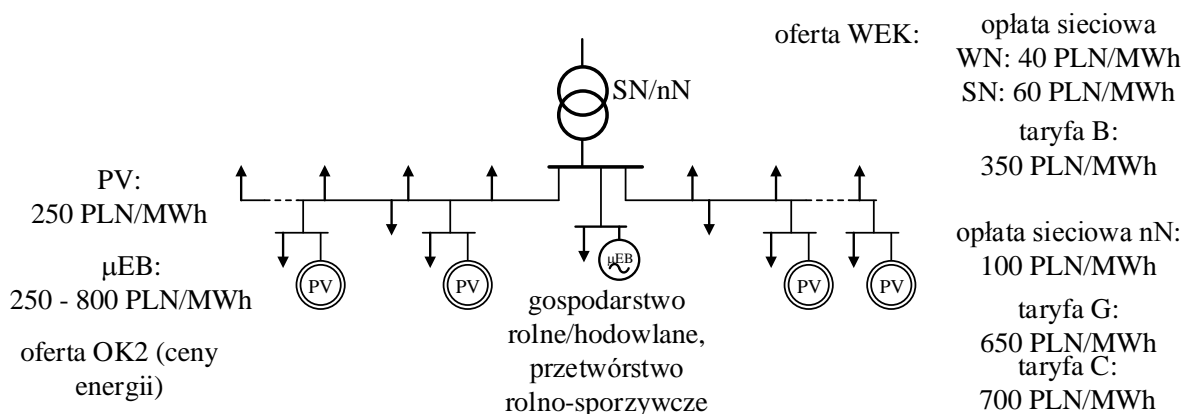 oferta WEK:
opłata sieciowa
WN: 40 PLN/MWh
SN: 60 PLN/MWh
SN/nN
taryfa B:
350 PLN/MWh
PV:
250 PLN/MWh
opłata sieciowa nN:
100 PLN/MWh
μEB:
250 - 800 PLN/MWh
PV
PV
μEB
PV
PV
gospodarstwo
rolne/hodowlane,
przetwórstwo
rolno-sporzywcze
taryfa G:
650 PLN/MWh
taryfa C:
700 PLN/MWh
oferta OK2 (ceny
energii)